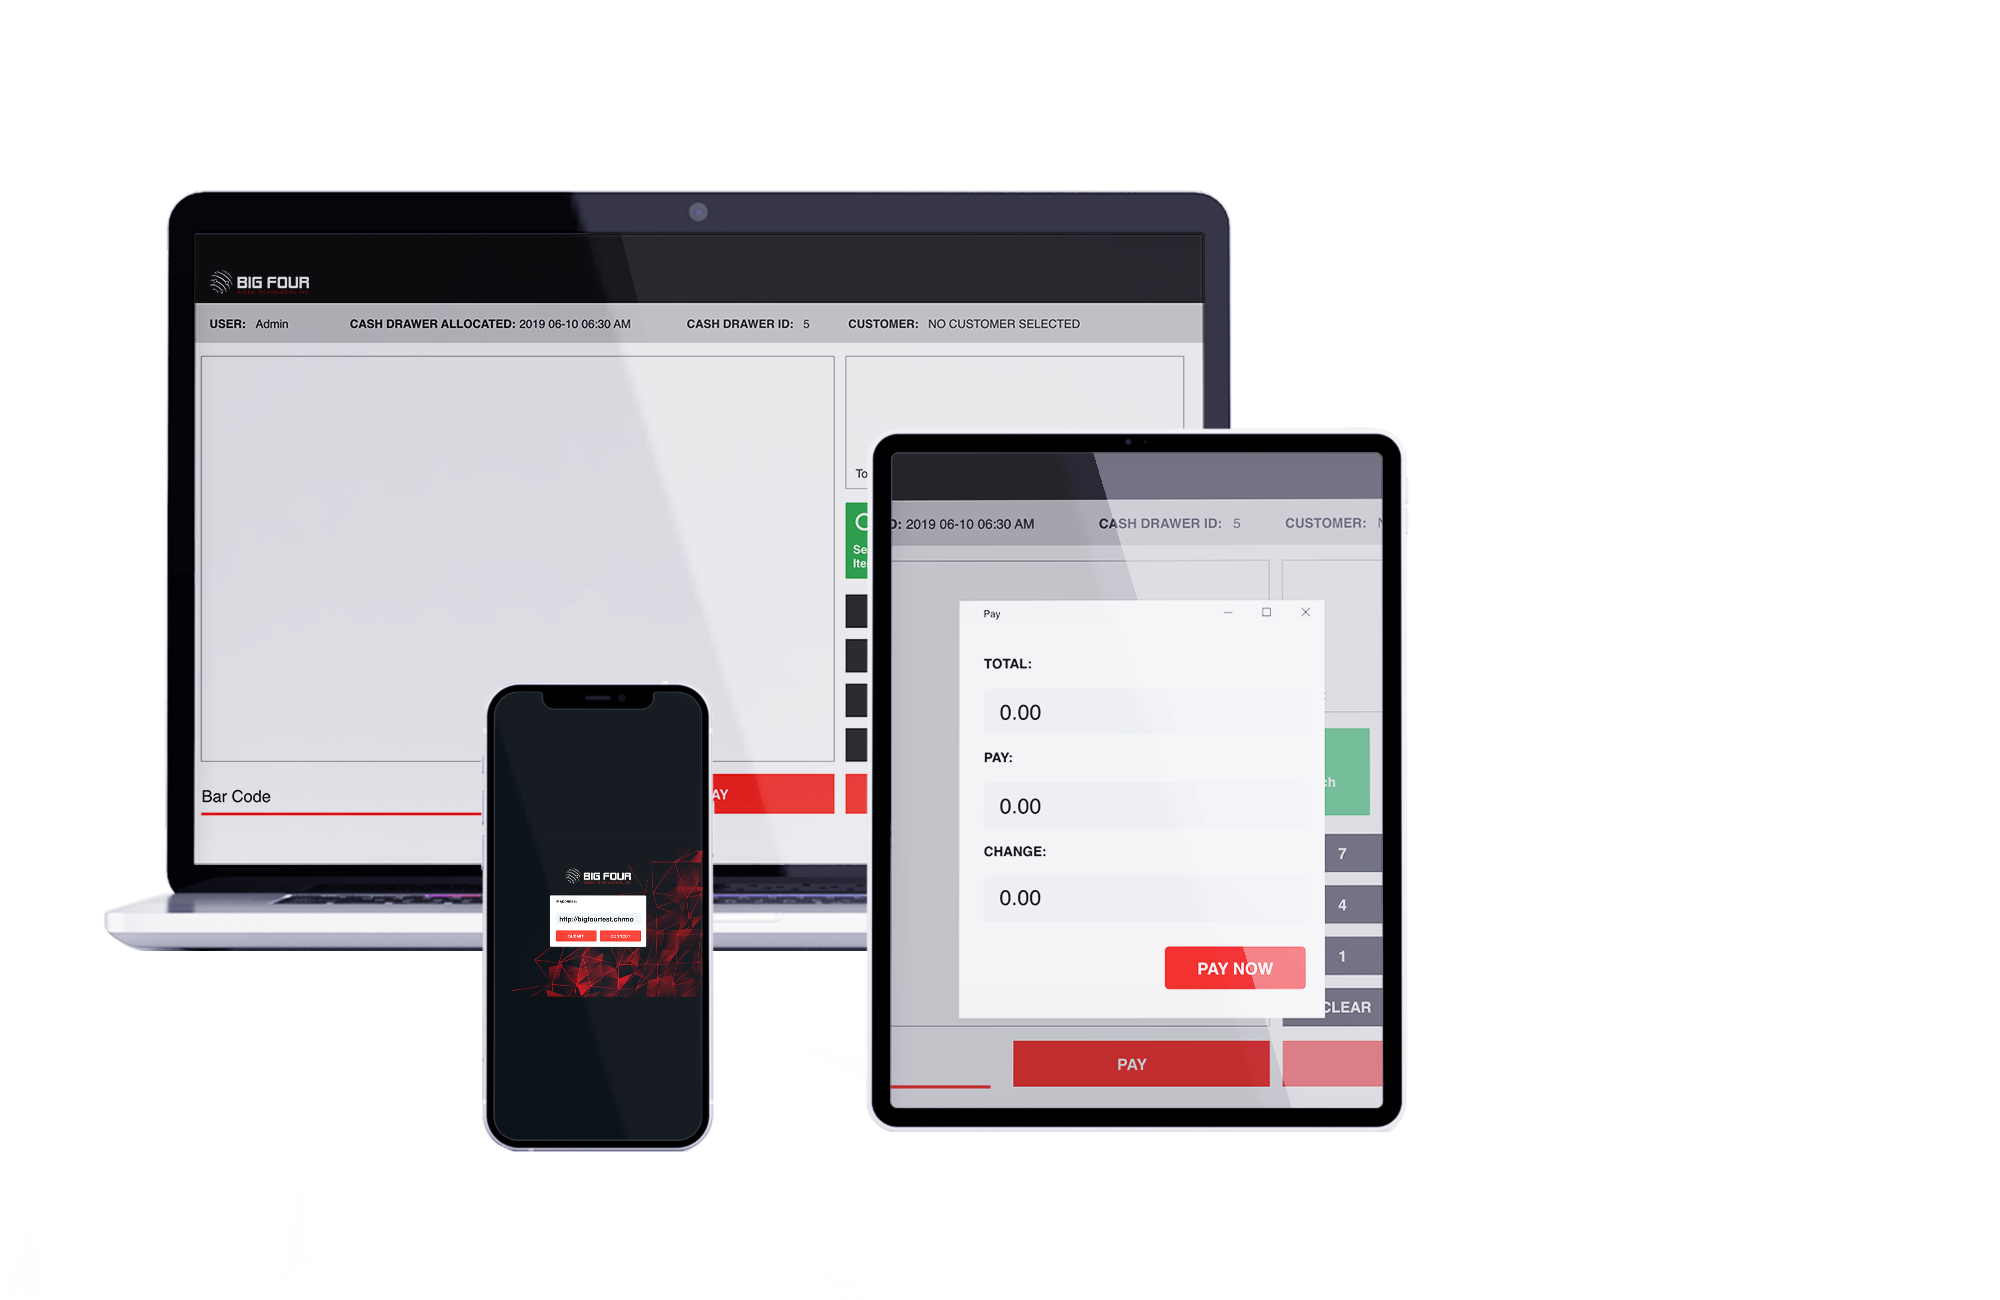 BIG FOUR
USER: Admin CASH DRAWER ALLOCATED: 2019 06-10 06:30 AM CASH DRAWER ID: 5 CUSTOMER: NO CUSTOMER SELECTED
To
Se
Ite
Bar Code
AY
BIG FOUR
http://bigfourtest.chrmo
SUBMIT CONNECT
D: 2019 06-10 06:30 AM CASH DRAWER ID: 5 CUSTOMER: N
Pay
TOTAL:
0.00
PAY:
0.00
CHANGE:
0.00
PAY NOW
ch
7
4
1
CLEAR
PAY